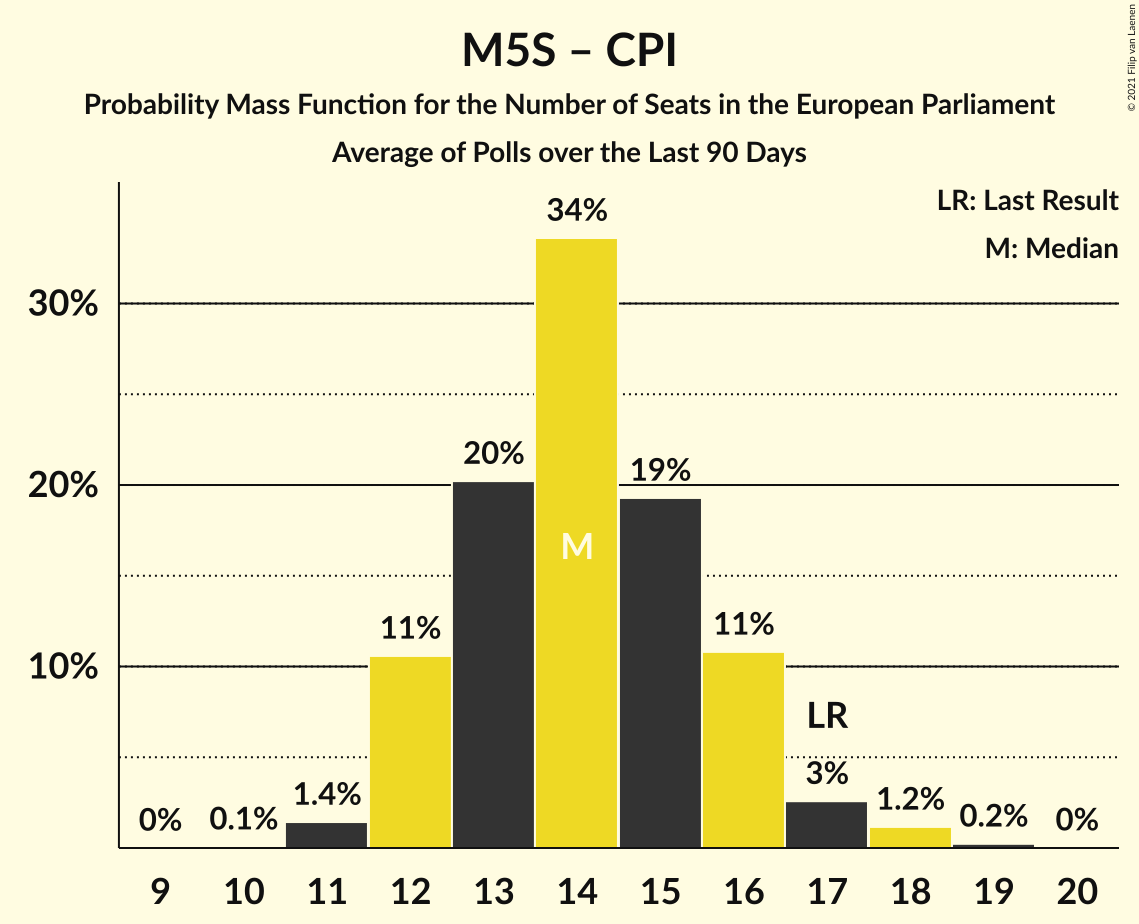 M5S – CPI
Probability Mass Function for the Number of Seats in the European Parliament
Average of Polls over the Last 90 Days
© 2021 Filip van Laenen
LR: Last Result
M: Median
34%
30%
20%
19%
20%
M
11%
11%
10%
LR
3%
1.4%
1.2%
0%
0.1%
0.2%
0%
9 10 11 12 13 14 15 16 17 18 19 20